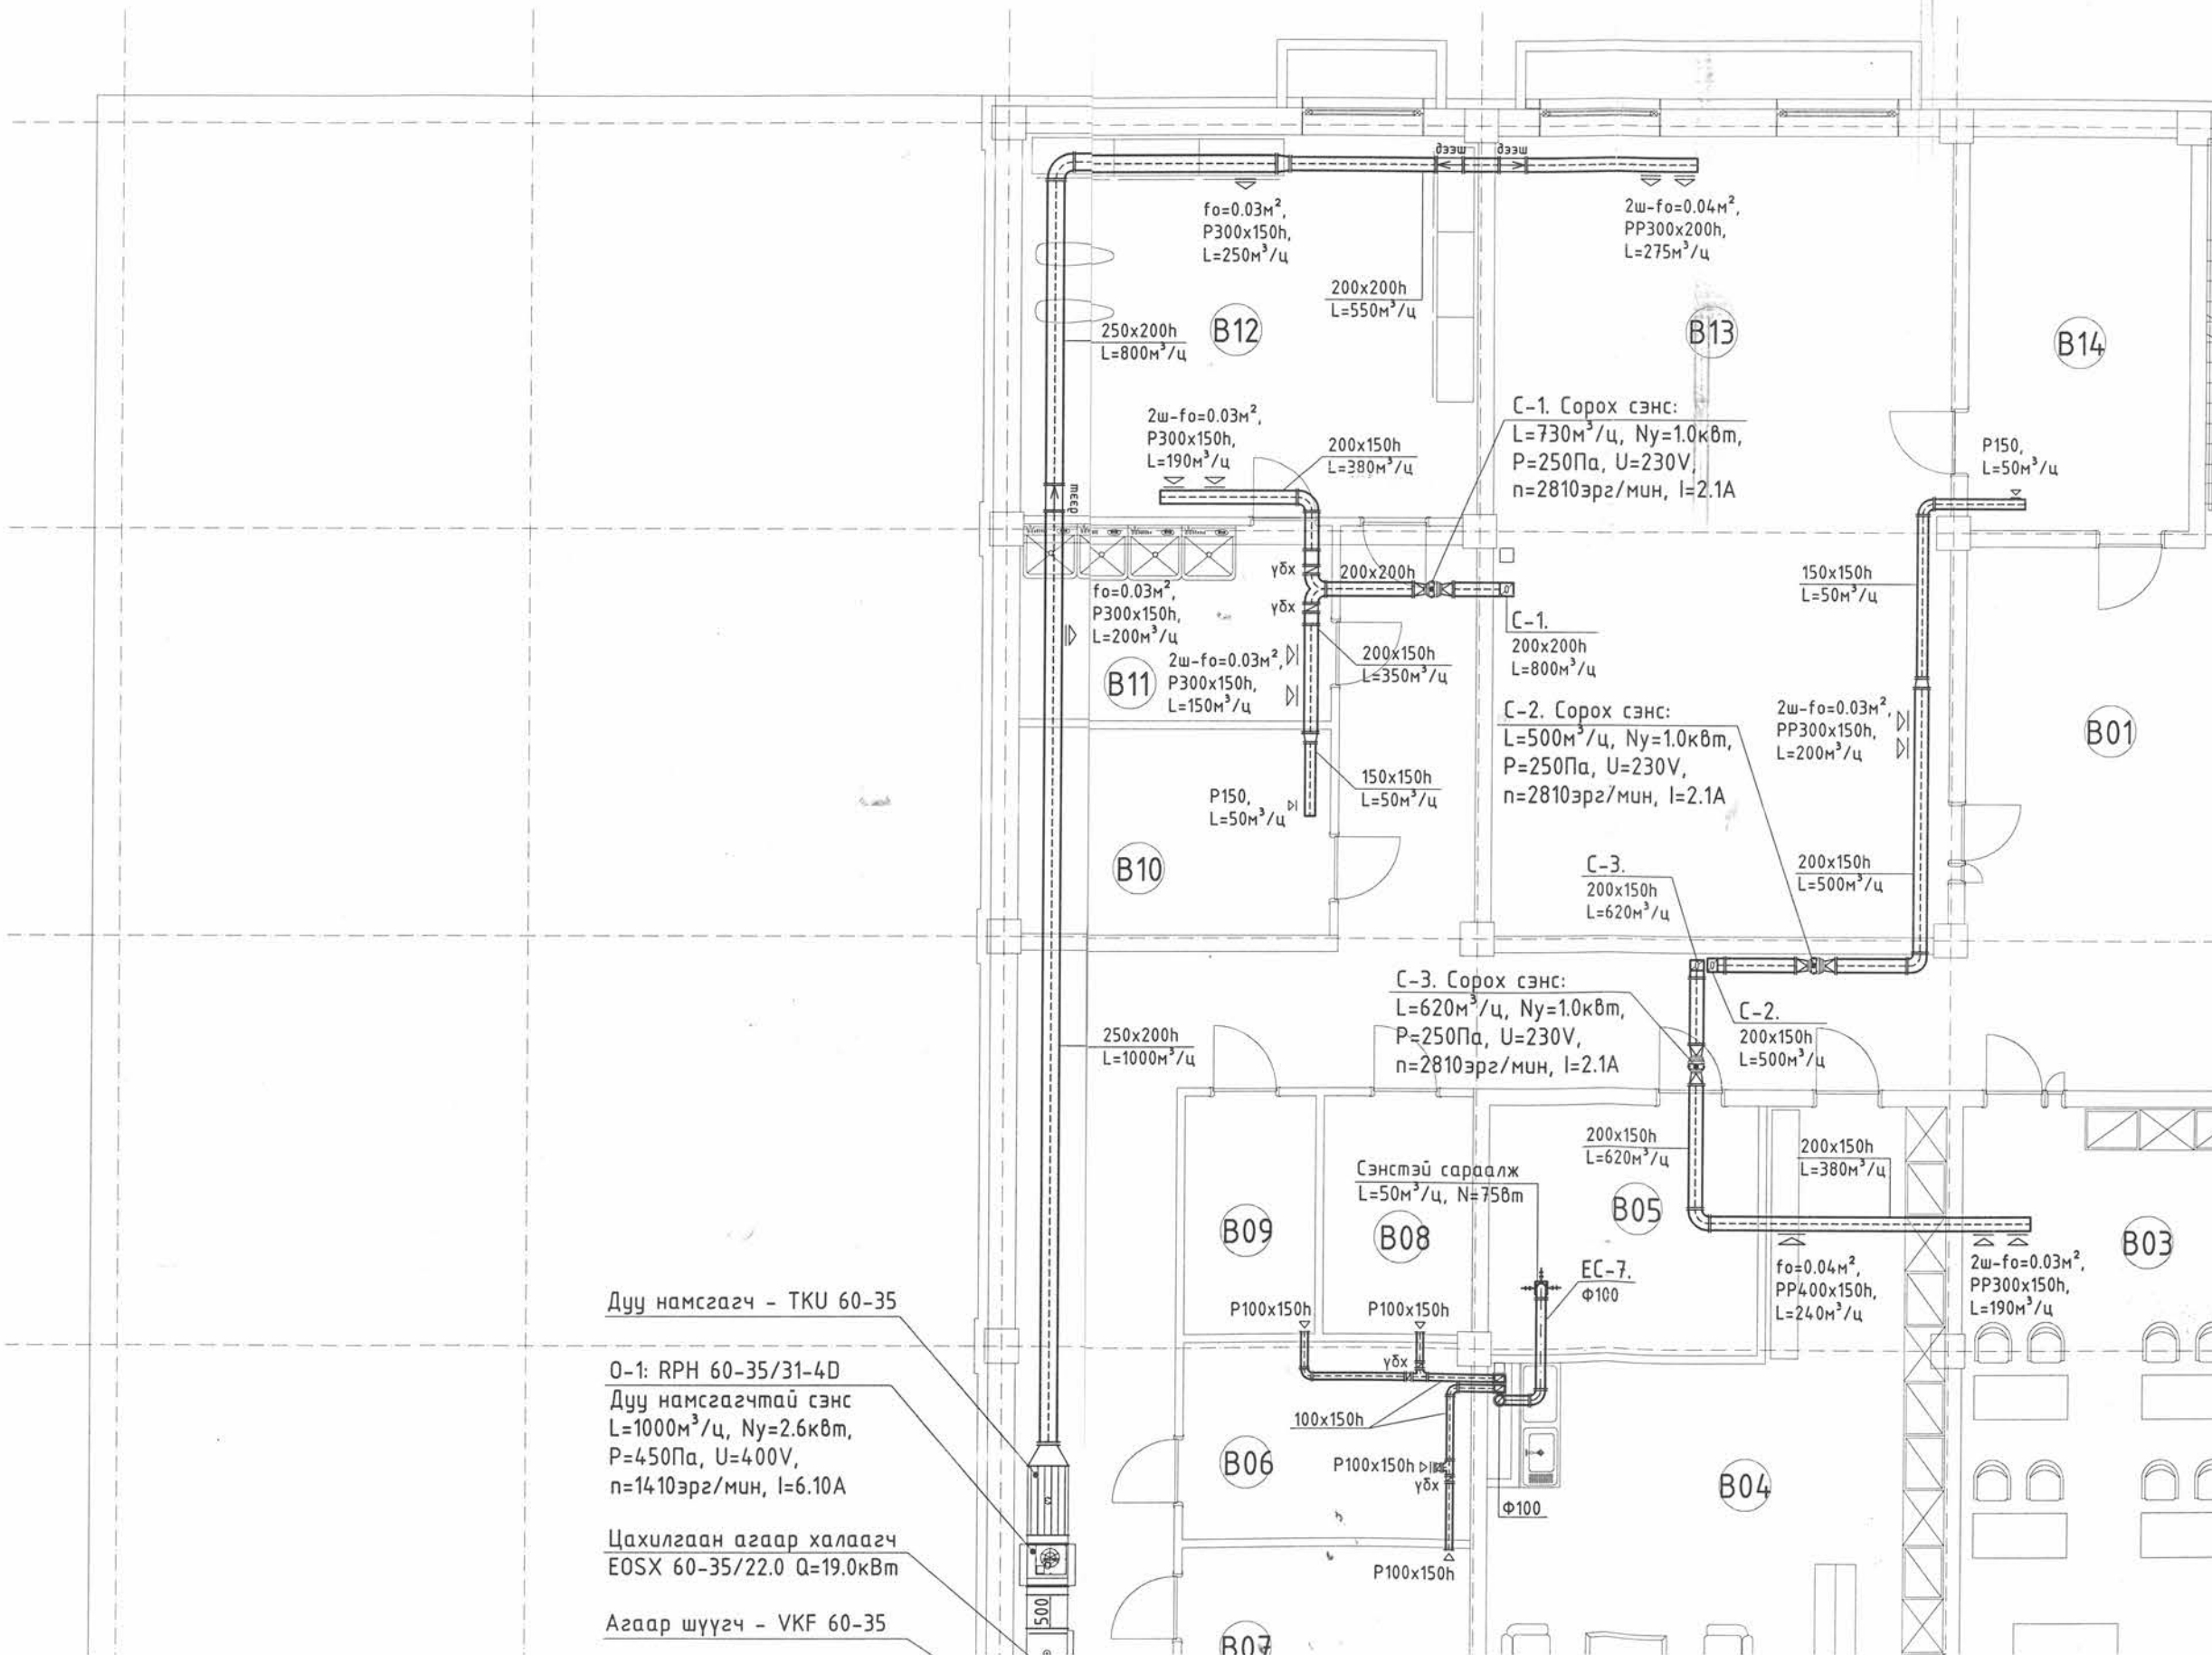 дээш
дээш
fo=0.03м²,
P300x150h,
L=250м³/ц
2ш-fo=0.04м²,
PP300x200h,
L=275м³/ц
200x200h
L=550м³/ц
250x200h
L=800м³/ц
B12
B13
B14
2ш-fo=0.03м²,
P300x150h,
L=190м³/ц
200x150h
L=380м³/ц
C-1. Сорох сэнс:
L=730м³/ц, Nу=1.0кВт,
P=250Па, U=230V,
n=2810эрг/мин, I=2.1A
P150,
L=50м³/ц
дээш
үбх
200x200h
үбх
fo=0.03м²,
P300x150h,
L=200м³/ц
150x150h
L=50м³/ц
C-1.
200x200h
L=800м³/ц
B11
2ш-fo=0.03м²,
P300x150h,
L=150м³/ц
200x150h
L=350м³/ц
C-2. Сорох сэнс:
L=500м³/ц, Nу=1.0кВт,
P=250Па, U=230V,
n=2810эрг/мин, I=2.1A
2ш-fo=0.03м²,
PP300x150h,
L=200м³/ц
B01
P150,
L=50м³/ц
150x150h
L=50м³/ц
B10
C-3.
200x150h
L=620м³/ц
200x150h
L=500м³/ц
C-3. Сорох сэнс:
L=620м³/ц, Nу=1.0кВт,
P=250Па, U=230V,
n=2810эрг/мин, I=2.1A
C-2.
200x150h
L=500м³/ц
250x200h
L=1000м³/ц
200x150h
L=620м³/ц
200x150h
L=380м³/ц
Сэнстэй сараалж
L=50м³/ц, N=75вт
B09
B08
B05
B03
EC-7.
Ф100
fo=0.04м²,
PP400x150h,
L=240м³/ц
2ш-fo=0.03м²,
PP300x150h,
L=190м³/ц
P100x150h
P100x150h
Дуу намсгагч - TKU 60-35
O-1: RPH 60-35/31-4D
Дуу намсгагчтай сэнс
L=1000м³/ц, Nу=2.6кВт,
P=450Па, U=400V,
n=1410эрг/мин, I=6.10A
үбх
100x150h
B06
P100x150h
үбх
B04
Ф100
Цахилгаан агаар халаагч
EOSX 60-35/22.0 Q=19.0кВт
P100x150h
500
Агаар шүүгч - VKF 60-35
B07